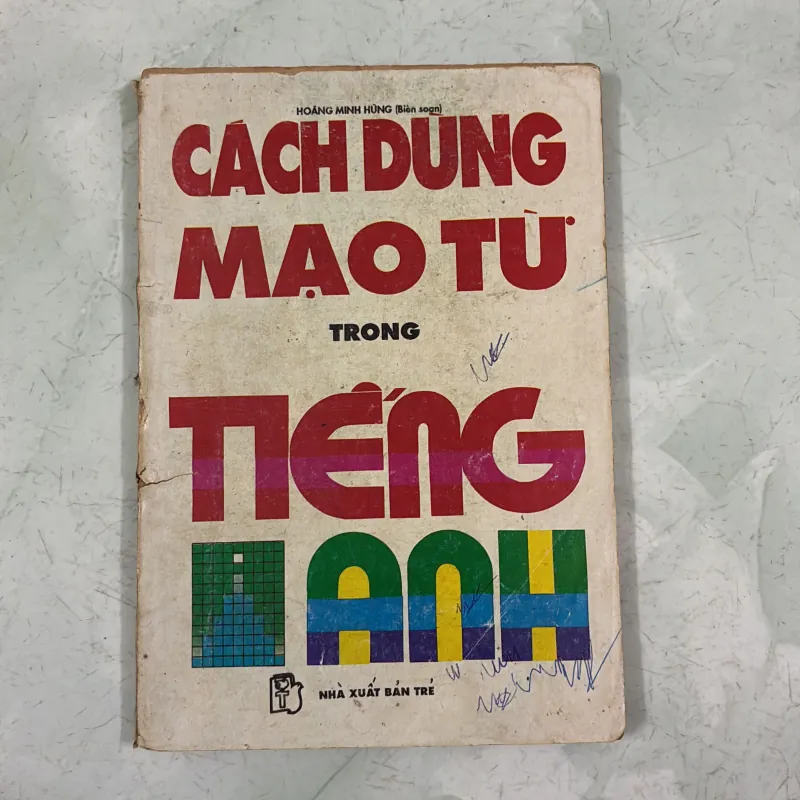 HOÀNG MINH HÙNG (Biên soạn)
CÁCH DÙNG
MẠO TỪ
TRONG
TIẾNG
ANH
NHÀ XUẤT BẢN TRẺ